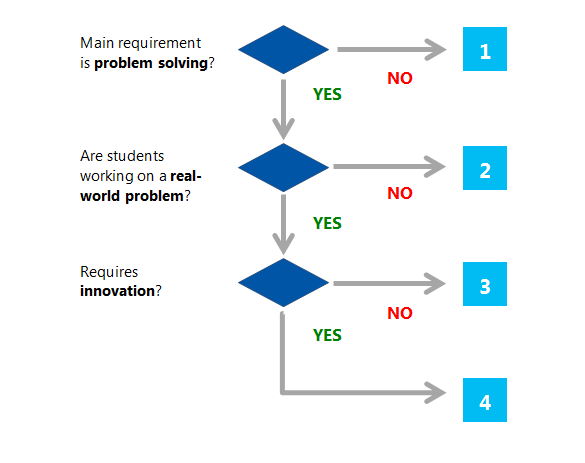 Main requirement
is problem solving?
1
NO
YES
Are students
working on a real-
world problem?
2
NO
YES
Requires
innovation?
3
NO
YES
4